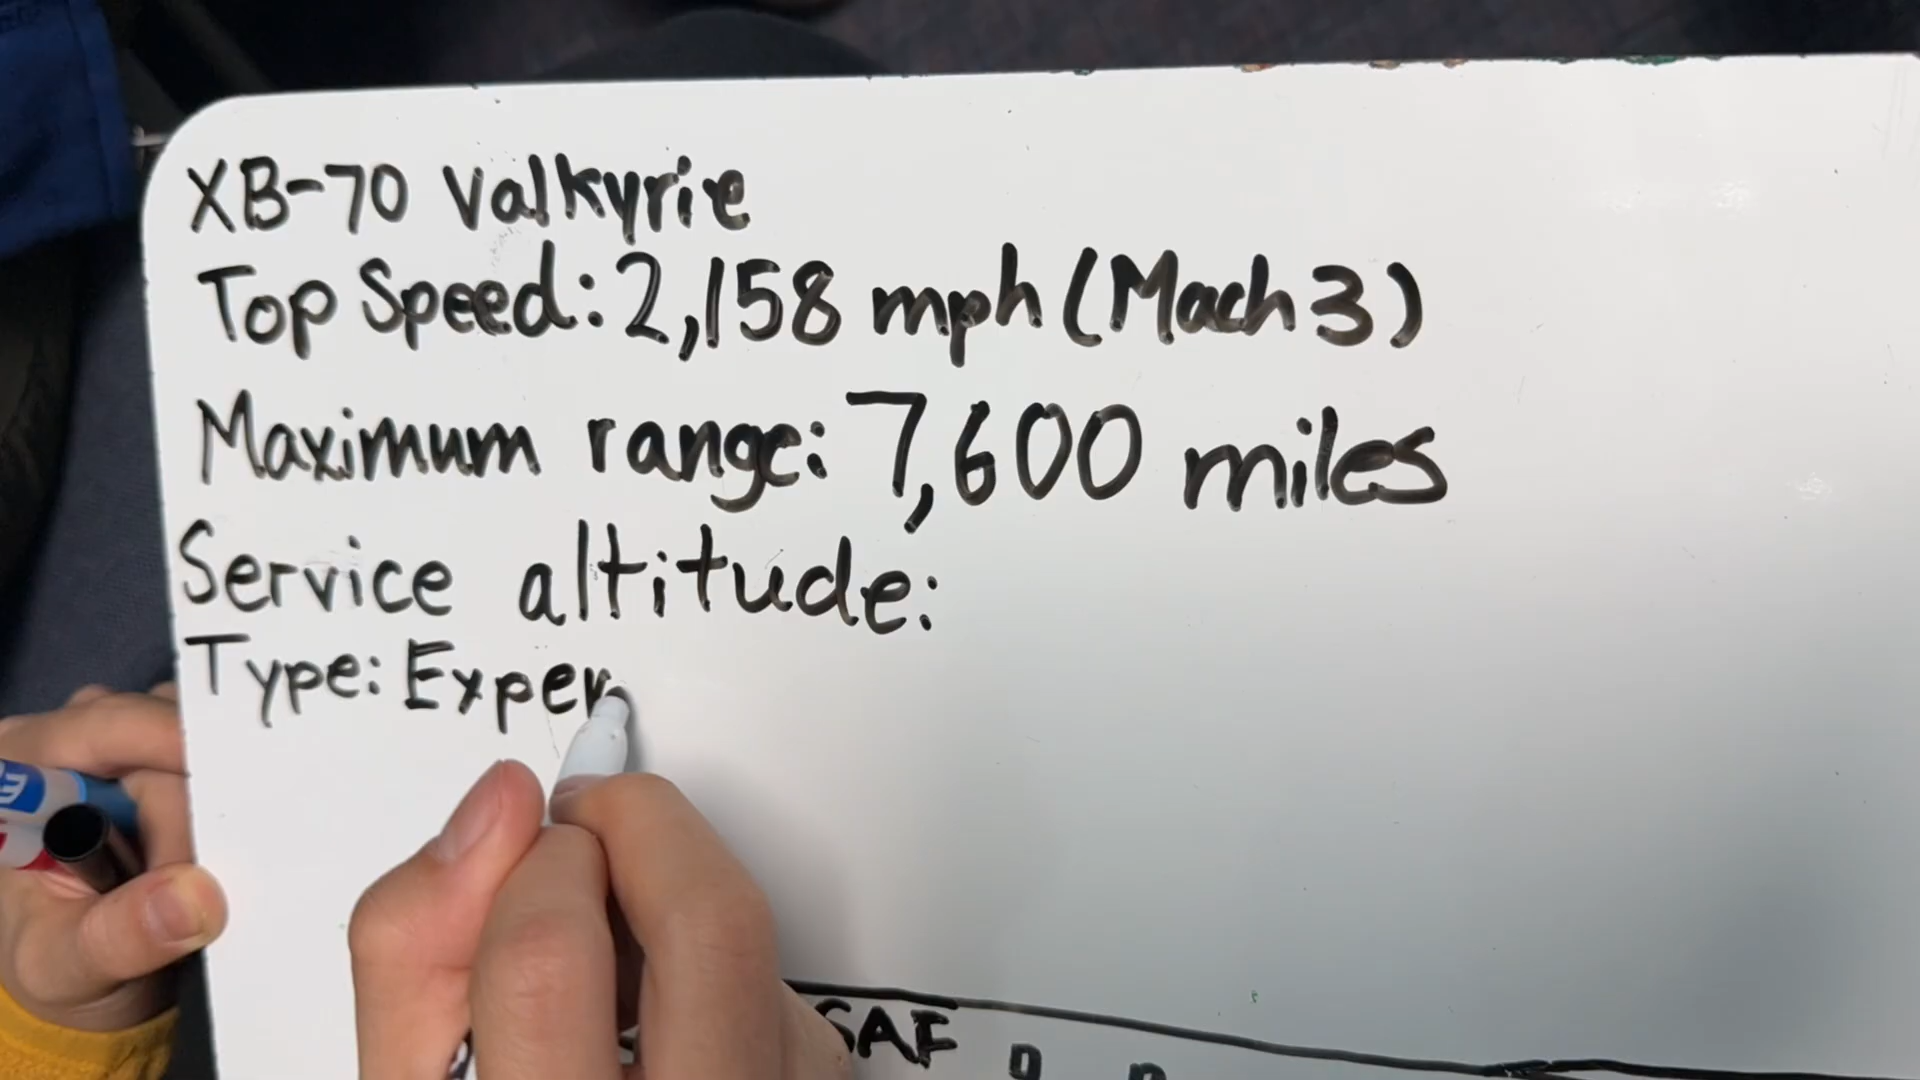 XB-70 Valkyrie
Top Speed: 2,158 mph (Mach 3)
Maximum range: 7,600 miles
Service altitude:
Type: Exper
SAF